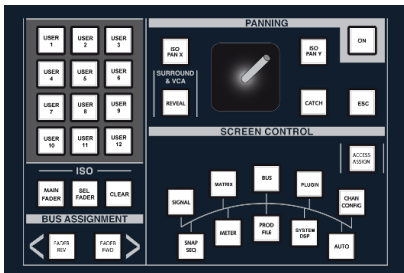 USER 1
USER 2
USER 3
USER 4
USER 5
USER 6
USER 7
USER 8
USER 9
USER 10
USER 11
USER 12
ISO
MAIN FADER
SEL FADER
CLEAR
BUS ASSIGNMENT
FADER REV
FADER FWD
PANNING
ISO PAN X
ISO PAN Y
ON
SURROUND & VCA
REVEAL
CATCH
ESC
SCREEN CONTROL
ACCESS ASSIGN
SIGNAL
MATRIX
BUS
PLUGIN
CHAN CONFIG
SNAP SEQ
METER
PROD FILE
SYSTEM DSP
AUTO